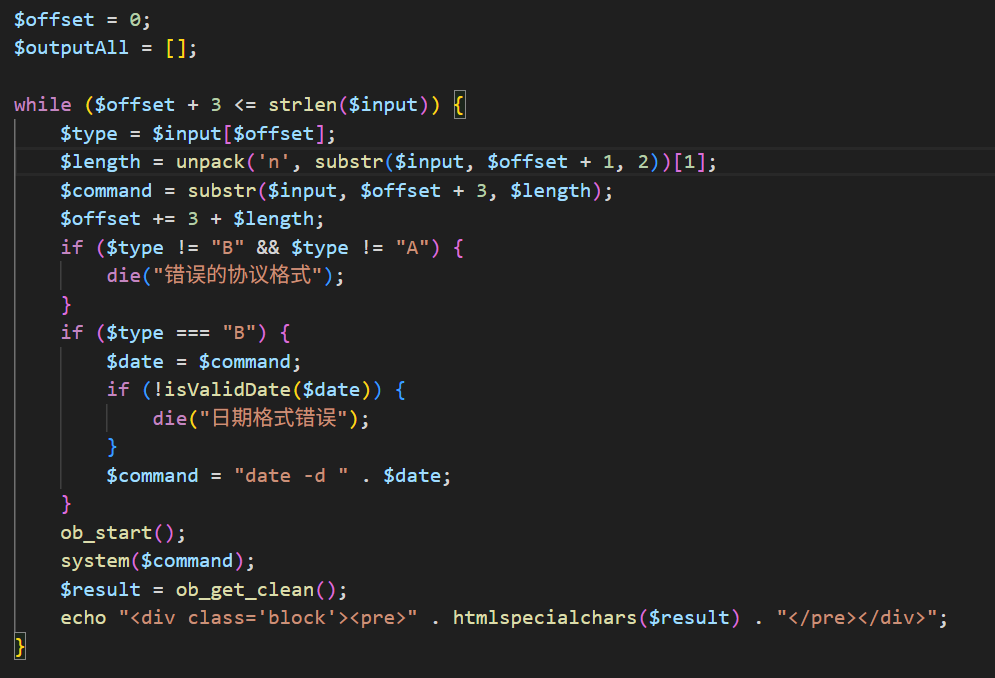 $offset = 0;
$outputAll = [];
while ($offset + 3 <= strlen($input)) {
$type = $input[$offset];
$length = unpack('n', substr($input, $offset + 1, 2))[1];
$command = substr($input, $offset + 3, $length);
$offset += 3 + $length;
if ($type != "B" && $type != "A") {
die("错误的协议格式");
}
if ($type === "B") {
$date = $command;
if (!isValidDate($date)) {
die("日期格式错误");
}
$command = "date -d " . $date;
}
ob_start();
system($command);
$result = ob_get_clean();
echo "<div class='block'><pre>" . htmlspecialchars($result) . "</pre></div>";
}